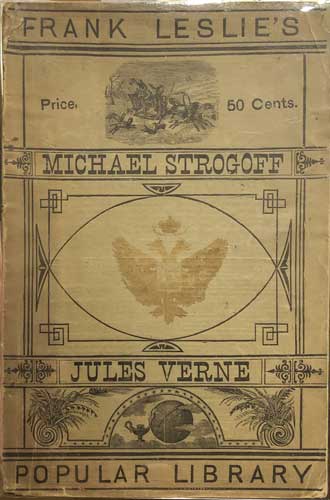 FRANK LESLIE'S
Price, 50 Cents.
MICHAEL STROGOFF
JULES VERNE
POPULAR LIBRARY